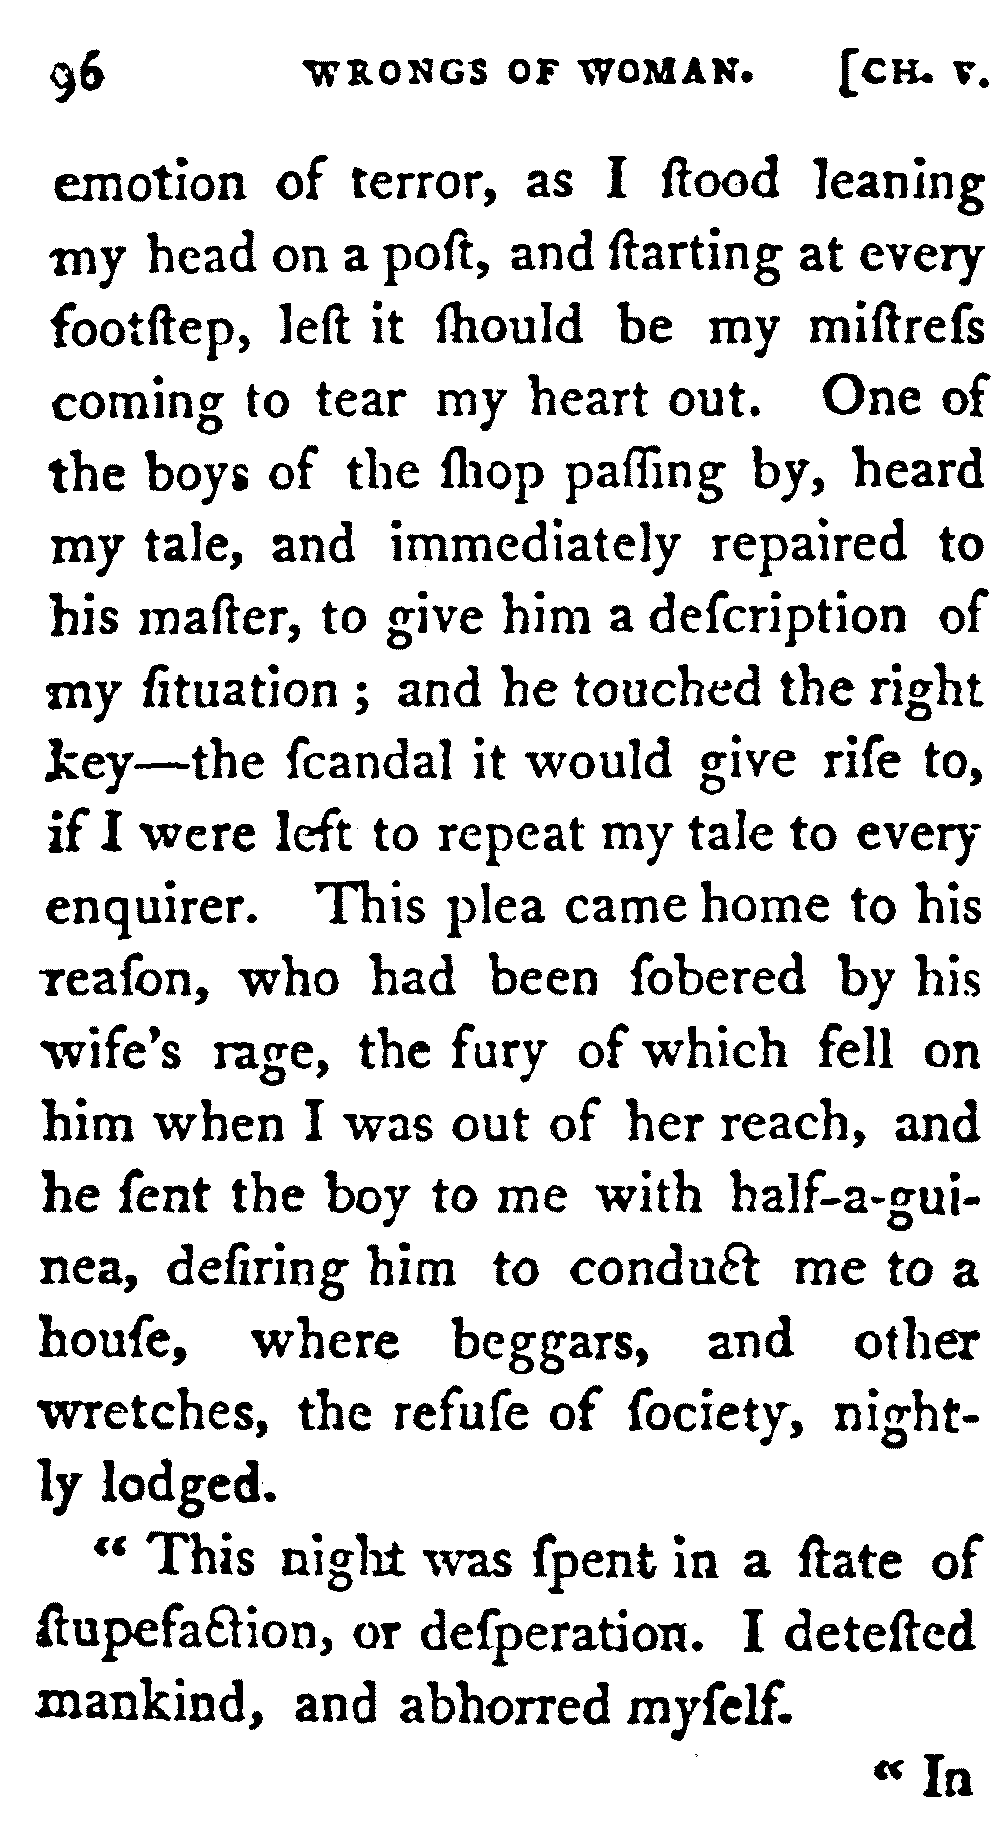 96 WRONGS OF WOMAN. [CH. V.
emotion of terror, as I ſtood leaning
my head on a poſt, and ſtarting at every
footſtep, leſt it ſhould be my miſtreſs
coming to tear my heart out. One of
the boys of the ſhop paſſing by, heard
my tale, and immediately repaired to
his maſter, to give him a deſcription of
my ſituation ; and he touched the right
key—the ſcandal it would give riſe to,
if I were left to repeat my tale to every
enquirer. This plea came home to his
reaſon, who had been ſobered by his
wife's rage, the fury of which fell on
him when I was out of her reach, and
he ſent the boy to me with half-a-gui-
nea, deſiring him to conduct me to a
houſe, where beggars, and other
wretches, the refuſe of ſociety, night-
ly lodged.
“ This night was ſpent in a ſtate of
ſtupefaction, or deſperation. I deteſted
mankind, and abhorred myſelf.
“ In